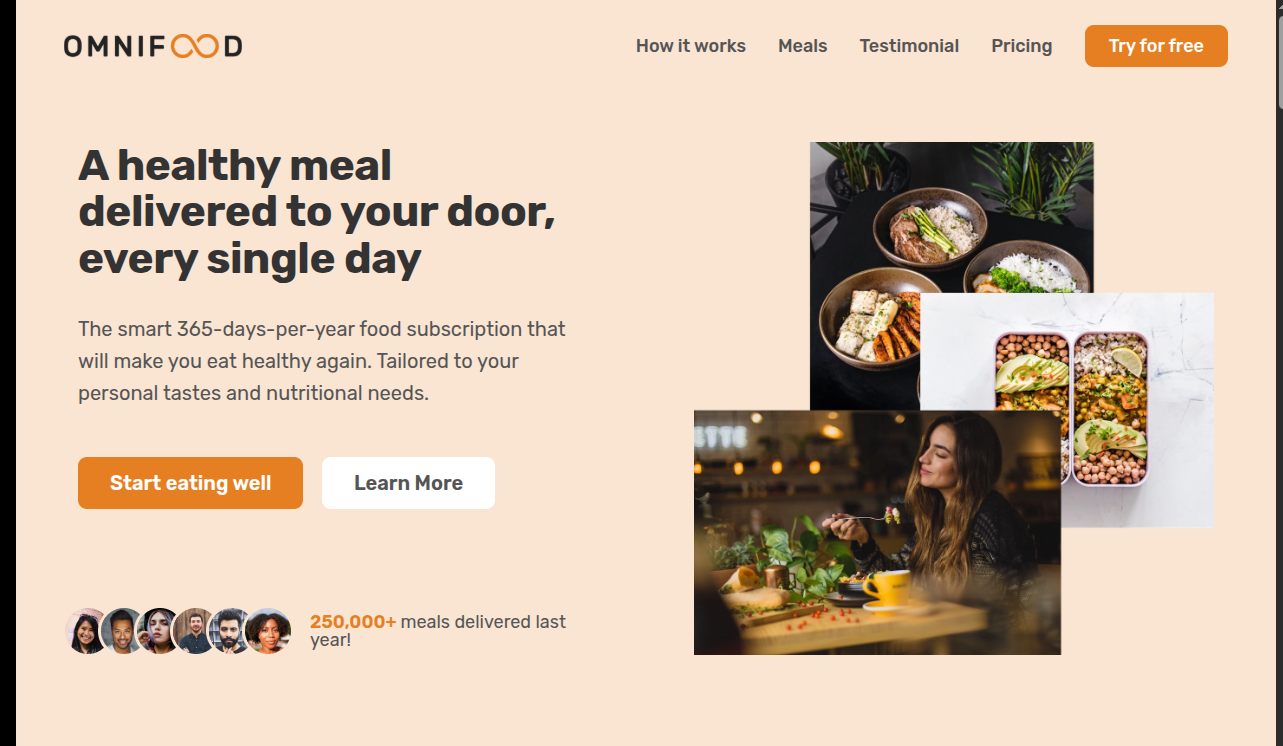 OMNIFOOD
How it works
Meals
Testimonial
Pricing
Try for free
A healthy meal
delivered to your door,
every single day
The smart 365-days-per-year food subscription that
will make you eat healthy again. Tailored to your
personal tastes and nutritional needs.
Start eating well
Learn More
250,000+ meals delivered last
year!